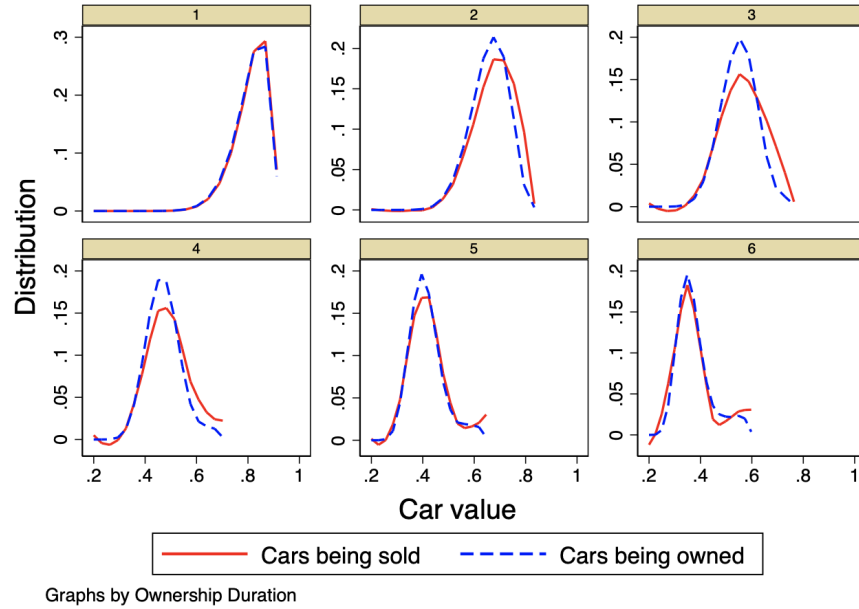 1 2 3
.3 .2 .1 0
.2 .15 .1 .05 0
.2 .15 .1 .05 0
4 5 6
.2 .15 .1 .05 0
.2 .15 .1 .05 0
.2 .15 .1 .05 0
Distribution
.2 .4 .6 .8 1 .2 .4 .6 .8 1 .2 .4 .6 .8 1
Car value
Cars being sold Cars being owned
Graphs by Ownership Duration